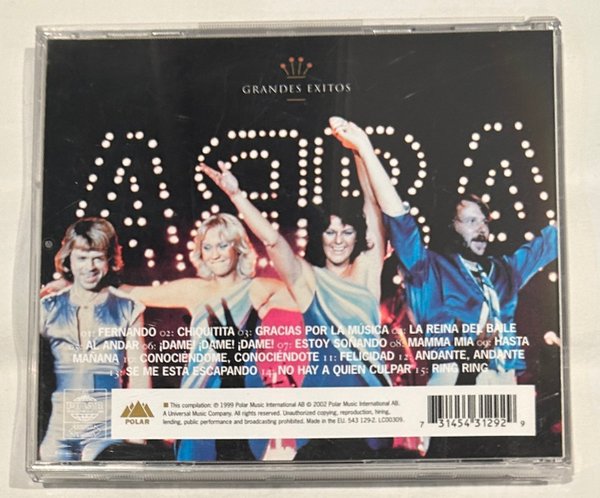 GRANDES EXITOS
ABBA
01: FERNANDO 02: CHIQUITITA 03: GRACIAS POR LA MÚSICA 04: LA REINA DEL BAILE
05: AL ANDAR 06: ¡DAME! ¡DAME! ¡DAME! 07: ESTOY SOÑANDO 08: MAMMA MIA 09: HASTA
MAÑANA 10: CONOCIÉNDOME, CONOCIÉNDOTE 11: FELICIDAD 12: ANDANTE, ANDANTE
13: SE ME ESTÁ ESCAPANDO 14: NO HAY A QUIEN CULPAR 15: RING RING
POLAR
This compilation: ℗ 1999 Polar Music International AB © 2002 Polar Music International AB.
A Universal Music Company. All rights reserved. Unauthorized copying, reproduction, hiring,
lending, public performance and broadcasting prohibited. Made in the EU. 543 129-2. LC00309.
7 31454 31292 9